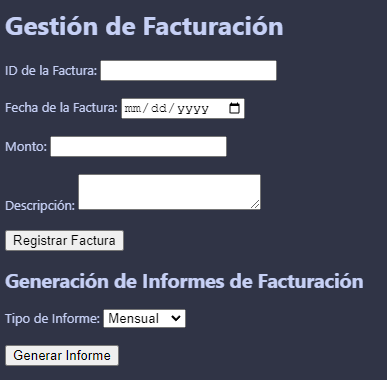 Gestión de Facturación
ID de la Factura:
Fecha de la Factura: mm/dd/yyyy
Monto:
Descripción:
Registrar Factura
Generación de Informes de Facturación
Tipo de Informe: Mensual
Generar Informe